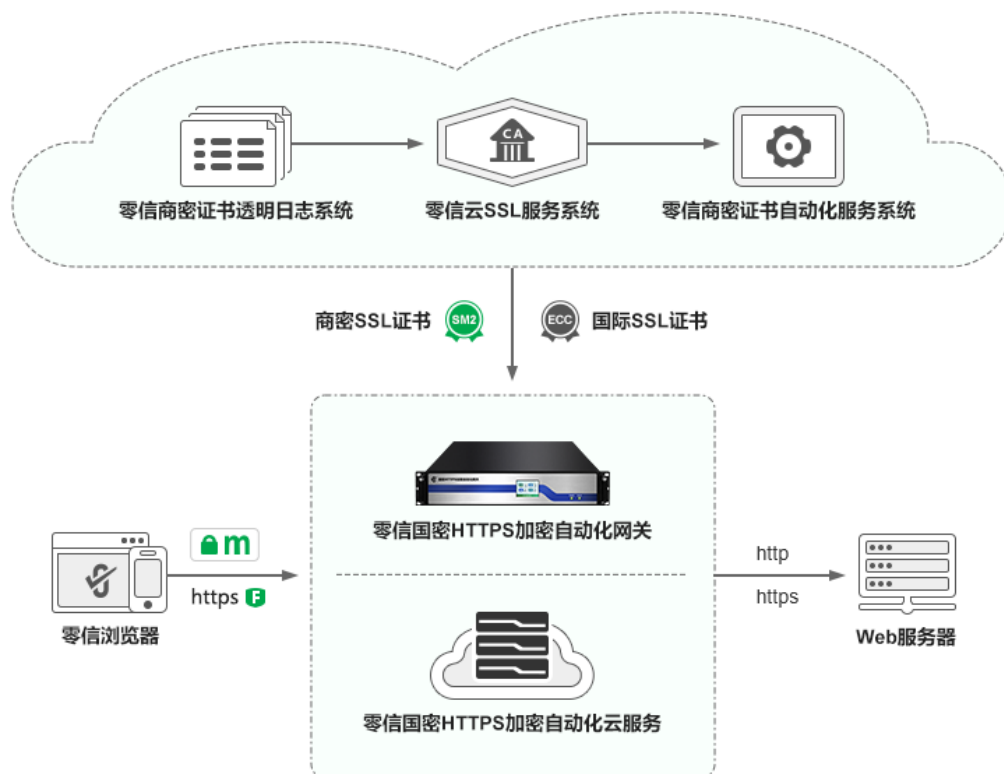 CA
零信商密证书透明日志系统
零信云SSL服务系统
零信商密证书自动化服务系统
商密SSL证书
SM2
ECC
国际SSL证书
零信国密HTTPS加密自动化网关
m
https F
零信浏览器
http
https
Web服务器
零信国密HTTPS加密自动化云服务